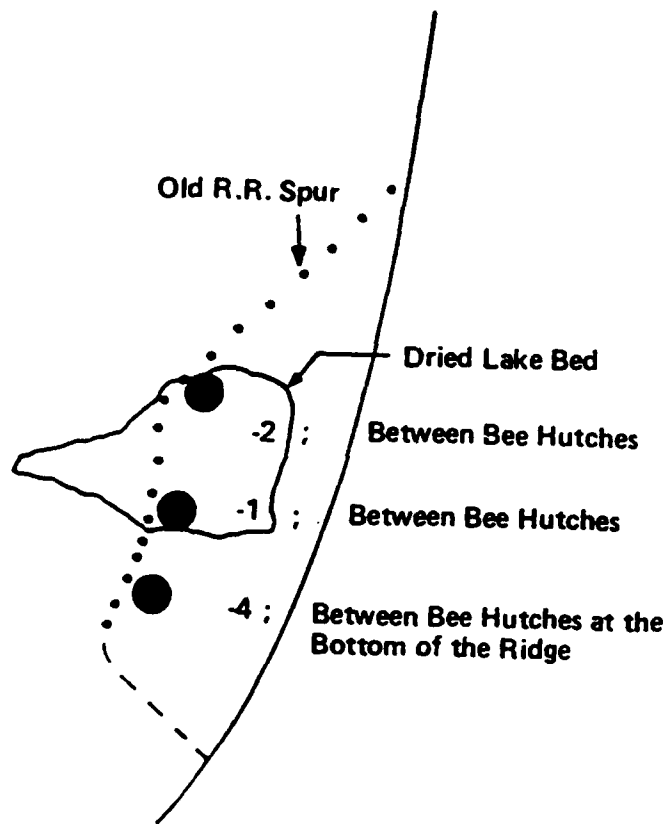 Old R.R. Spur
Dried Lake Bed
-2 ; Between Bee Hutches
-1 ; Between Bee Hutches
-4 ; Between Bee Hutches at the
Bottom of the Ridge